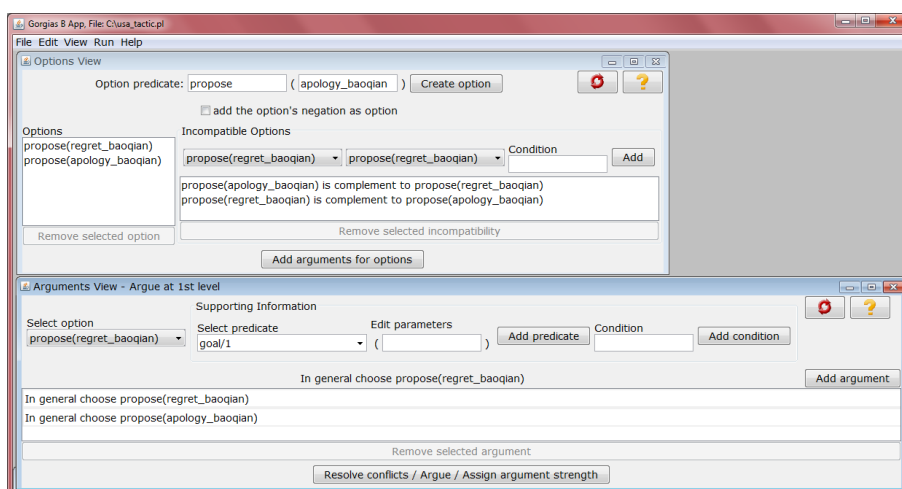 Gorgias B App, File: C:\usa_tactic.pl
File Edit View Run Help
Options View
Option predicate: propose ( apology_baoqian ) Create option
add the option's negation as option
Options
Incompatible Options
propose(regret_baoqian)
propose(apology_baoqian)
propose(regret_baoqian) propose(regret_baoqian) Condition Add
propose(apology_baoqian) is complement to propose(regret_baoqian)
propose(regret_baoqian) is complement to propose(apology_baoqian)
Remove selected option
Remove selected incompatibility
Add arguments for options
Arguments View - Argue at 1st level
Supporting Information
Select option
Select predicate Edit parameters
propose(regret_baoqian) goal/1 ( ) Add predicate Condition Add condition
In general choose propose(regret_baoqian) Add argument
In general choose propose(regret_baoqian)
In general choose propose(apology_baoqian)
Remove selected argument
Resolve conflicts / Argue / Assign argument strength